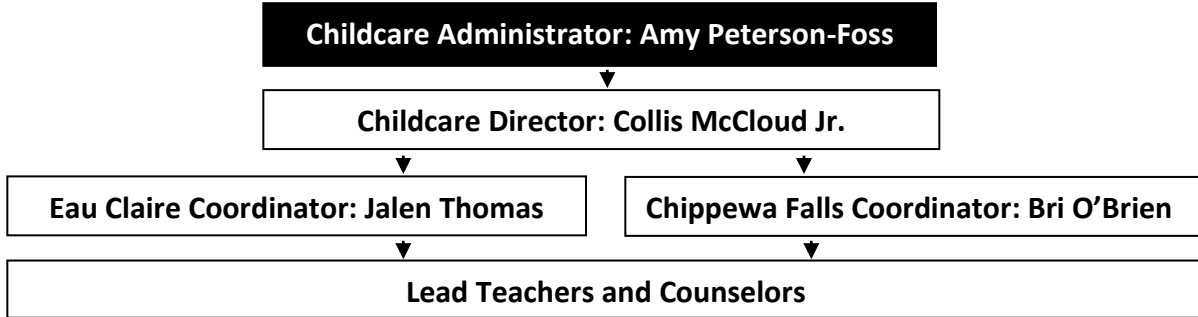 Childcare Administrator: Amy Peterson-Foss
Childcare Director: Collis McCloud Jr.
Eau Claire Coordinator: Jalen Thomas
Chippewa Falls Coordinator: Bri O’Brien
Lead Teachers and Counselors